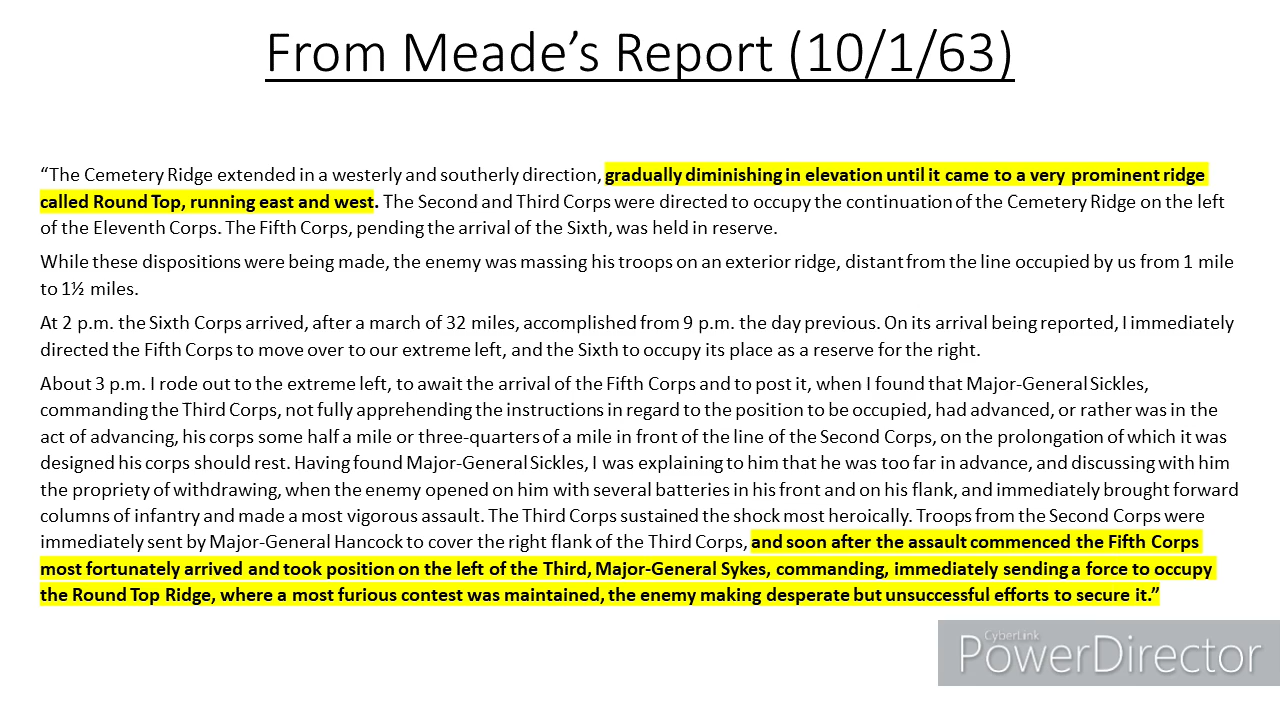 From Meade’s Report (10/1/63)
“The Cemetery Ridge extended in a westerly and southerly direction, gradually diminishing in elevation until it came to a very prominent ridge
called Round Top, running east and west. The Second and Third Corps were directed to occupy the continuation of the Cemetery Ridge on the left
of the Eleventh Corps. The Fifth Corps, pending the arrival of the Sixth, was held in reserve.
While these dispositions were being made, the enemy was massing his troops on an exterior ridge, distant from the line occupied by us from 1 mile
to 1½ miles.
At 2 p.m. the Sixth Corps arrived, after a march of 32 miles, accomplished from 9 p.m. the day previous. On its arrival being reported, I immediately
directed the Fifth Corps to move over to our extreme left, and the Sixth to occupy its place as a reserve for the right.
About 3 p.m. I rode out to the extreme left, to await the arrival of the Fifth Corps and to post it, when I found that Major-General Sickles,
commanding the Third Corps, not fully apprehending the instructions in regard to the position to be occupied, had advanced, or rather was in the
act of advancing, his corps some half a mile or three-quarters of a mile in front of the line of the Second Corps, on the prolongation of which it was
designed his corps should rest. Having found Major-General Sickles, I was explaining to him that he was too far in advance, and discussing with him
the propriety of withdrawing, when the enemy opened on him with several batteries in his front and on his flank, and immediately brought forward
columns of infantry and made a most vigorous assault. The Third Corps sustained the shock most heroically. Troops from the Second Corps were
immediately sent by Major-General Hancock to cover the right flank of the Third Corps, and soon after the assault commenced the Fifth Corps
most fortunately arrived and took position on the left of the Third, Major-General Sykes, commanding, immediately sending a force to occupy
the Round Top Ridge, where a most furious contest was maintained, the enemy making desperate but unsuccessful efforts to secure it.”
CyberLink
PowerDirector